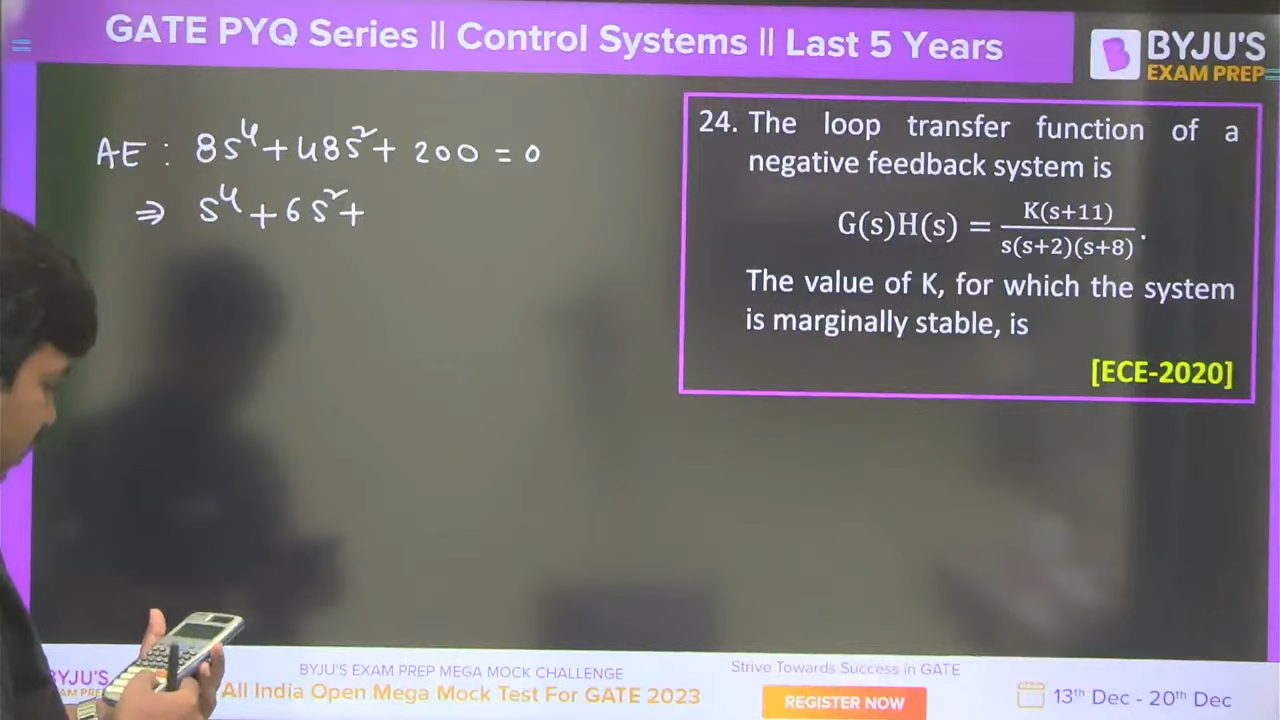 GATE PYQ Series || Control Systems || Last 5 Years
BYJU'S
EXAM PREP
AE : 8s⁴ + 48s² + 200 = 0
⇒ s⁴ + 6s² +
24. The loop transfer function of a
negative feedback system is
G(s)H(s) = K(s+11) / s(s+2)(s+8) .
The value of K, for which the system
is marginally stable, is
[ECE-2020]
BYJU'S
EXAM PREP
BYJU'S EXAM PREP MEGA MOCK CHALLENGE
All India Open Mega Mock Test For GATE 2023
Strive Towards Success in GATE
REGISTER NOW
13th Dec - 20th Dec